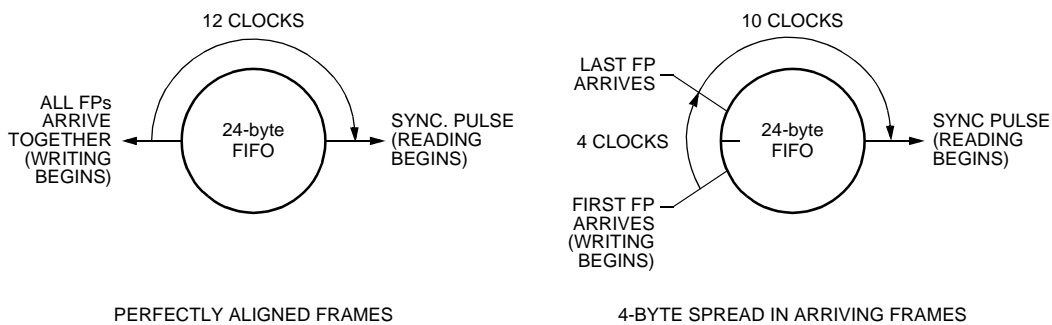 12 CLOCKS
ALL FPs
ARRIVE
TOGETHER
(WRITING
BEGINS)
24-byte
FIFO
SYNC. PULSE
(READING
BEGINS)
PERFECTLY ALIGNED FRAMES
10 CLOCKS
LAST FP
ARRIVES
4 CLOCKS
FIRST FP
ARRIVES
(WRITING
BEGINS)
24-byte
FIFO
SYNC PULSE
(READING
BEGINS)
4-BYTE SPREAD IN ARRIVING FRAMES